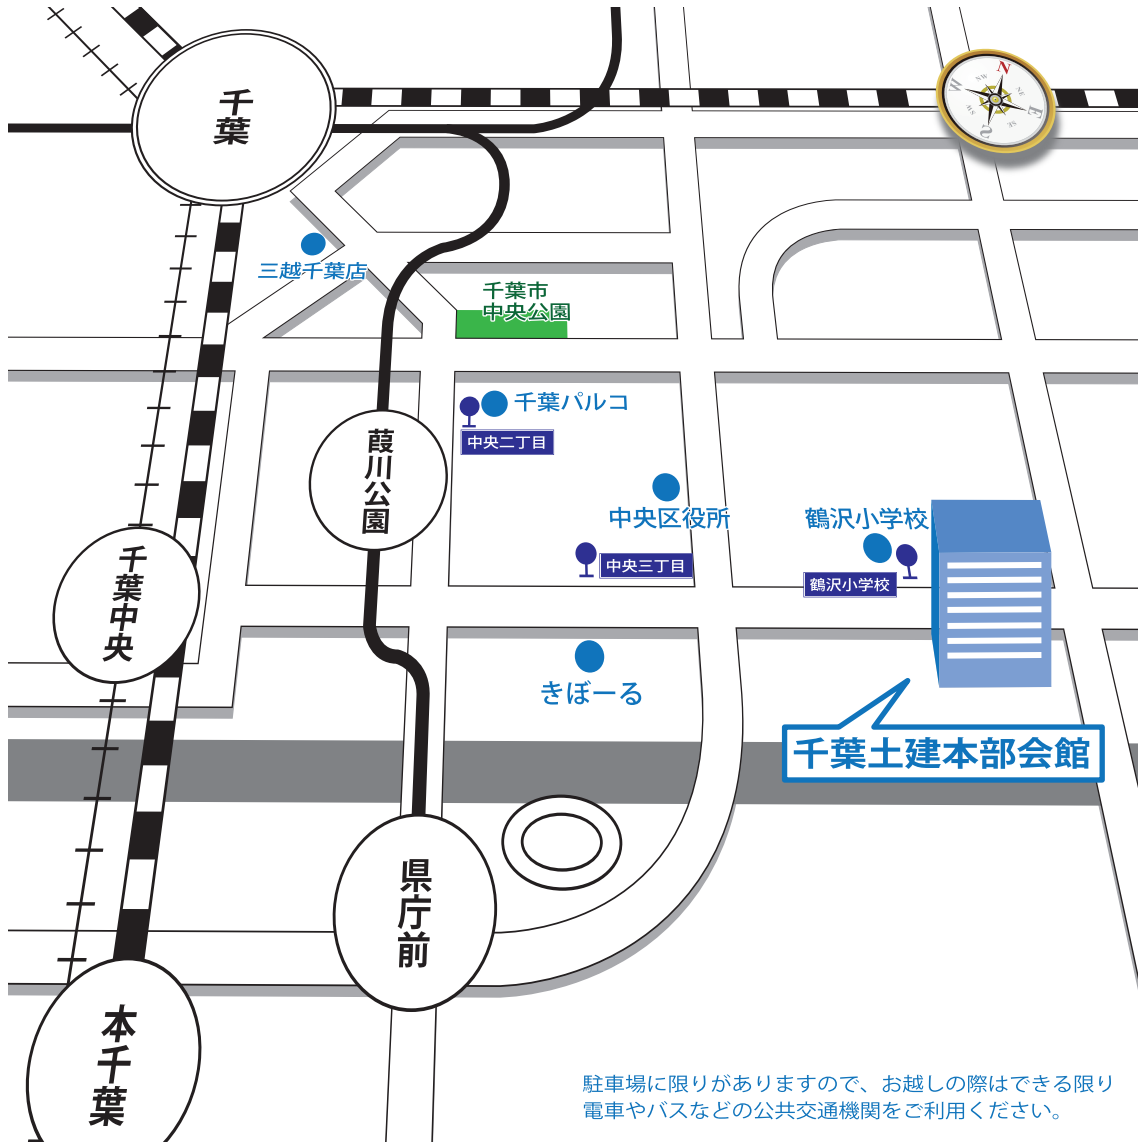 千葉
N
NE
E
SE
S
SW
W
NW
三越千葉店
千葉市
中央公園
千葉パルコ
中央二丁目
葭川公園
中央区役所
鶴沢小学校
中央三丁目
鶴沢小学校
千葉中央
きぼーる
千葉土建本部会館
県庁前
本千葉
駐車場に限りがありますので、お越しの際はできる限り
電車やバスなどの公共交通機関をご利用ください。